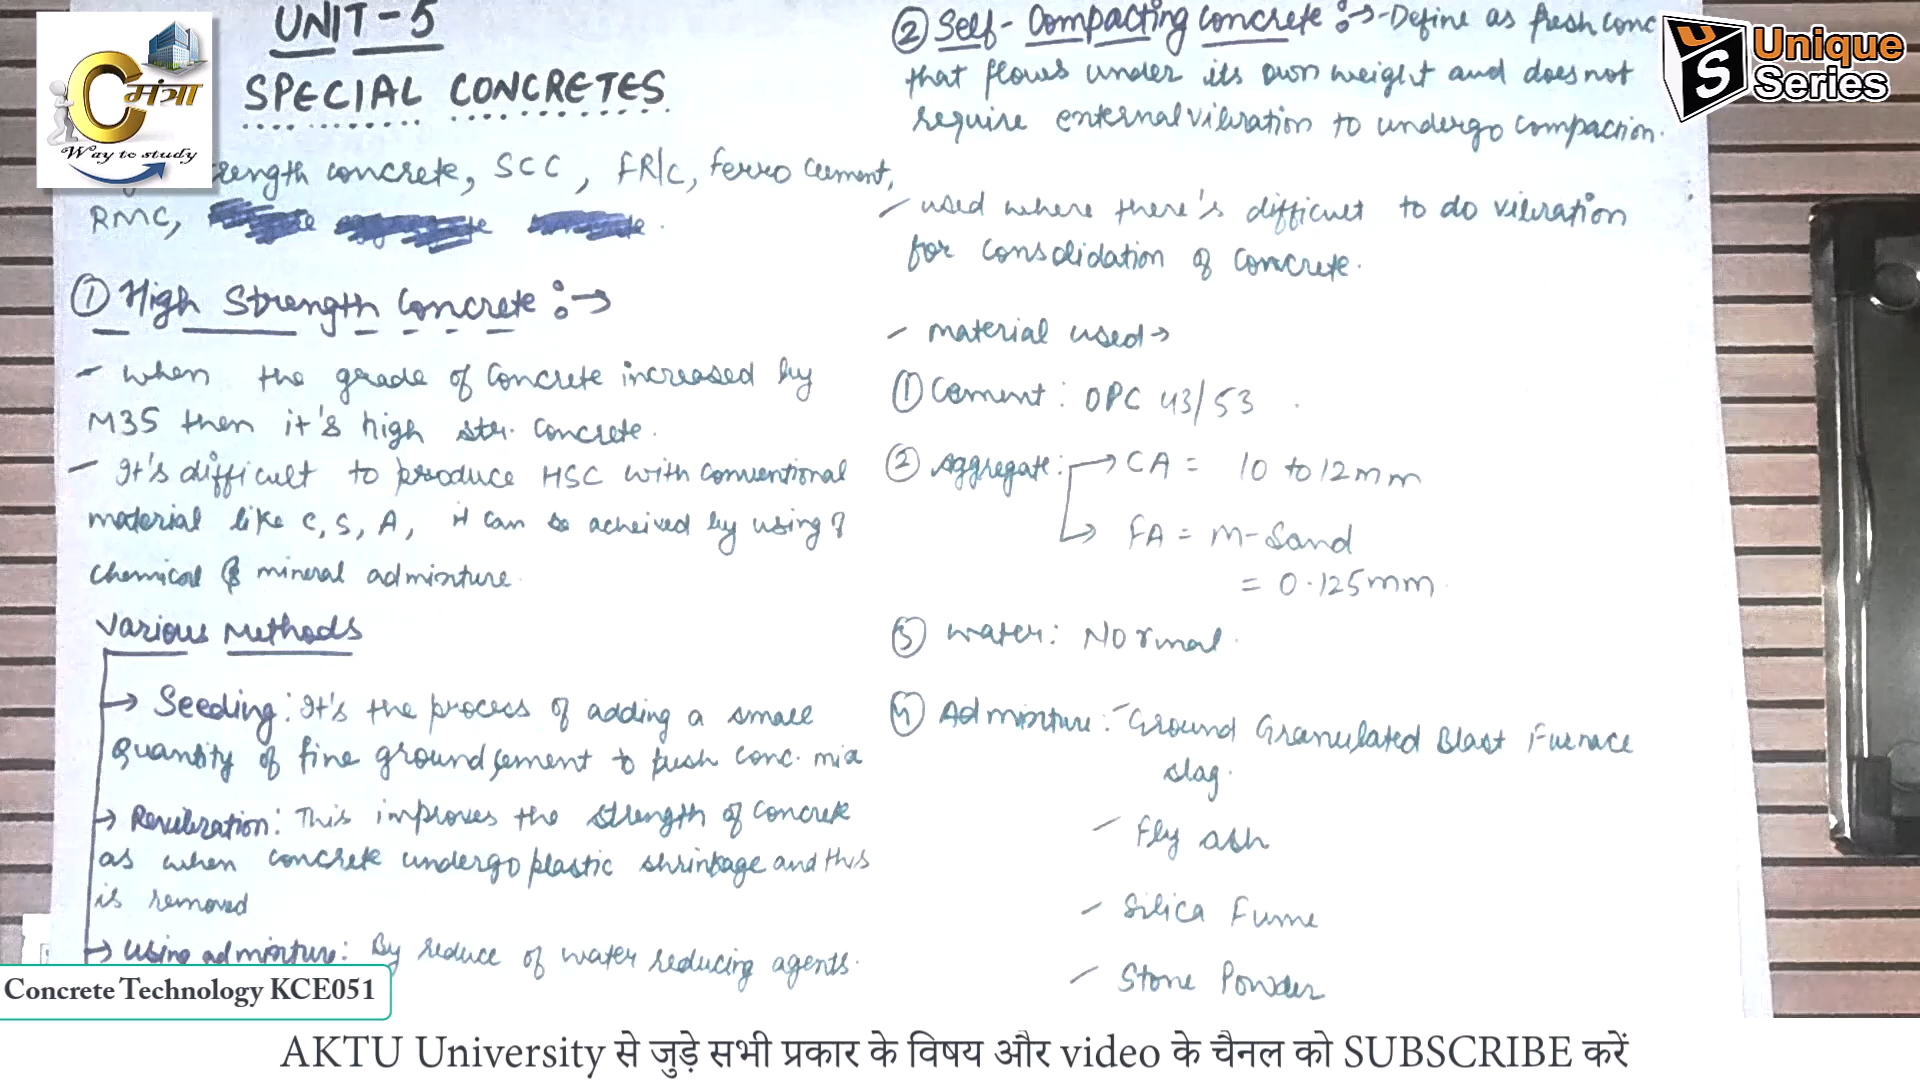 UNIT-5
SPECIAL CONCRETES
C मंत्रा
Way to study
rength concrete, SCC, FR/C, ferro cement,
RMC,
① High Strength Concrete :→
- when the grade of concrete increased by
M35 then it's high str. concrete.
- It's difficult to produce HSC with conventional
material like C, S, A, it can be acheived by using of
chemical & mineral admixture.
Various Methods
→ Seeding: It's the process of adding a small
quantity of fine ground cement to fresh conc. mix
→ Revibration: This improves the strength of concrete
as when concrete undergo plastic shrinkage and this
is removed
→ Using admixture: By reduce of water reducing agents.
Concrete Technology KCE051
② Self-Compacting Concrete :→ -Define as fresh conc
that flows under its own weight and does not
require external vibration to undergo compaction.
- used where there's difficult to do vibration
for consolidation of concrete.
- material used →
① Cement: OPC 43/53
② Aggregate: → CA = 10 to 12mm
→ FA = M-Sand
= 0.125mm
③ water: Normal.
④ Admixture: - Ground Granulated Blast Furnace
slag.
- Fly ash
- Silica Fume
- Stone Powder
US Unique
Series
AKTU University से जुड़े सभी प्रकार के विषय और video के चैनल को SUBSCRIBE करें